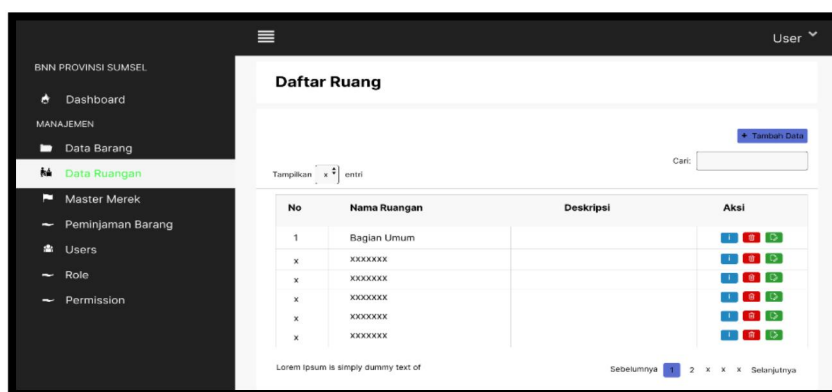 User
BNN PROVINSI SUMSEL
Dashboard
MANAJEMEN
Data Barang
Data Ruangan
Master Merek
Peminjaman Barang
Users
Role
Permission
Daftar Ruang
+ Tambah Data
Cari:
Tampilkan x entri
No Nama Ruangan Deskripsi Aksi
1 Bagian Umum i
x xxxxxxx i
x xxxxxxx i
x xxxxxxx i
x xxxxxxx i
x xxxxxxx i
Lorem Ipsum is simply dummy text of
Sebelumnya 1 2 x x x Selanjutnya